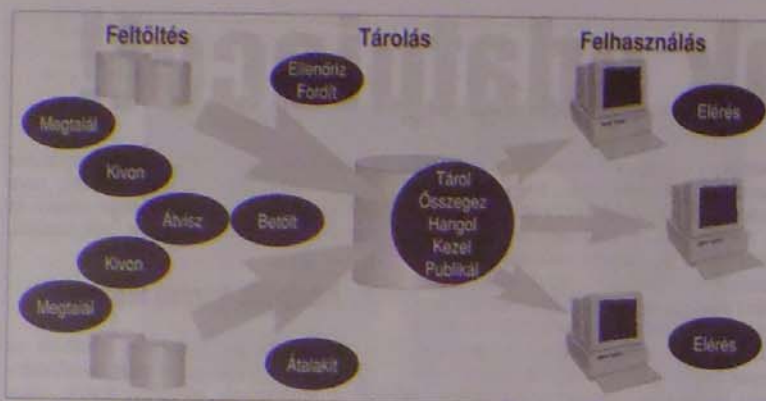 Feltöltés
Tárolás
Felhasználás
Ellenőriz
Fordít
Elérés
Megtalál
Kivon
Átvisz
Betölt
Kivon
Megtalál
Tárol
Összegez
Hangol
Kezel
Publikál
Átalakít
Elérés